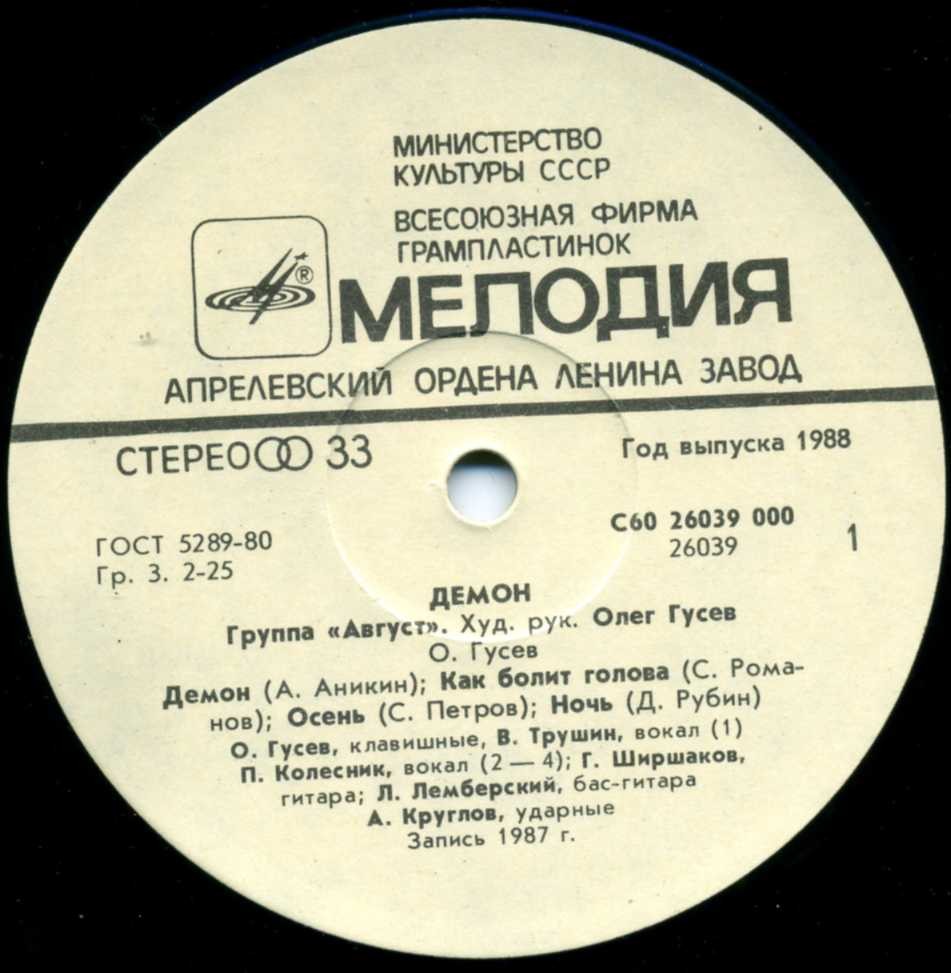 МИНИСТЕРСТВО
КУЛЬТУРЫ СССР
ВСЕСОЮЗНАЯ ФИРМА
ГРАМПЛАСТИНОК
®
МЕЛОДИЯ
АПРЕЛЕВСКИЙ ОРДЕНА ЛЕНИНА ЗАВОД
СТЕРЕО 33
Год выпуска 1988
ГОСТ 5289-80
Гр. 3. 2-25
С60 26039 000
26039
1
ДЕМОН
Группа «Август». Худ. рук. Олег Гусев
О. Гусев
Демон (А. Аникин); Как болит голова (С. Рома-
нов); Осень (С. Петров); Ночь (Д. Рубин)
О. Гусев, клавишные, В. Трушин, вокал (1)
П. Колесник, вокал (2 — 4); Г. Ширшаков,
гитара; Л. Лемберский, бас-гитара
А. Круглов, ударные
Запись 1987 г.